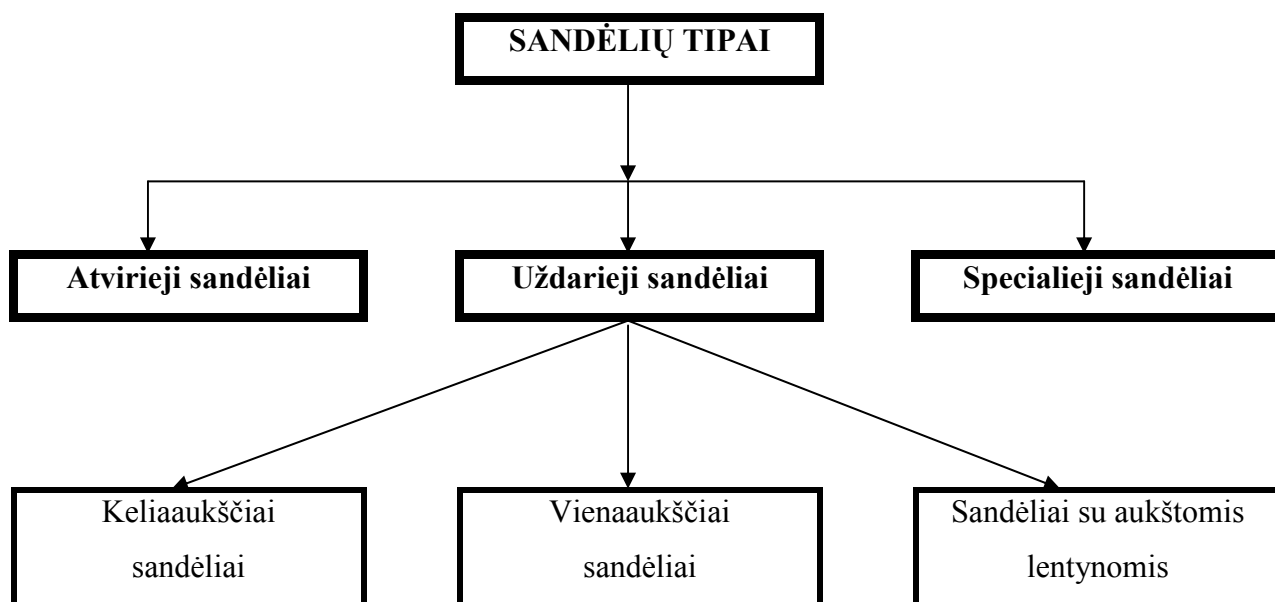 SANDĖLIŲ TIPAI
Atvirieji sandėliai
Uždarieji sandėliai
Specialieji sandėliai
Keliaaukščiai
sandėliai
Vienaaukščiai
sandėliai
Sandėliai su aukštomis
lentynomis